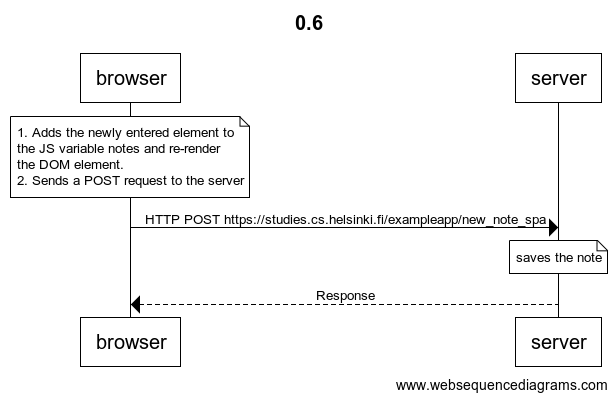 0.6
browser
server
1. Adds the newly entered element to
the JS variable notes and re-render
the DOM element.
2. Sends a POST request to the server
HTTP POST https://studies.cs.helsinki.fi/exampleapp/new_note_spa
saves the note
Response
browser
server
www.websequencediagrams.com